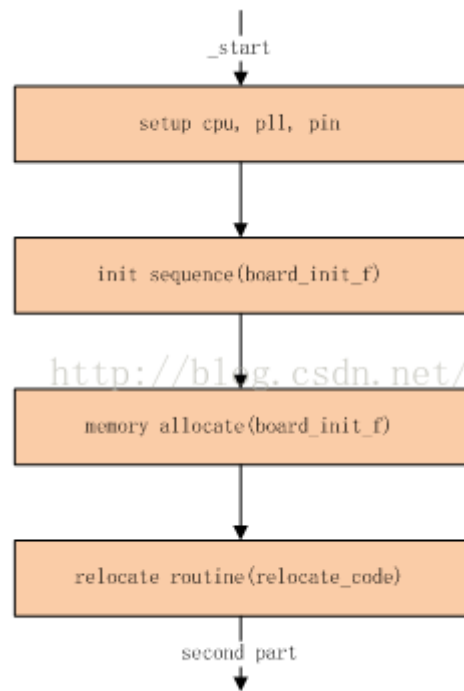 _start
setup cpu, pll, pin
init sequence(board_init_f)
http://blog.csdn.net/
memory allocate(board_init_f)
relocate routine(relocate_code)
second part